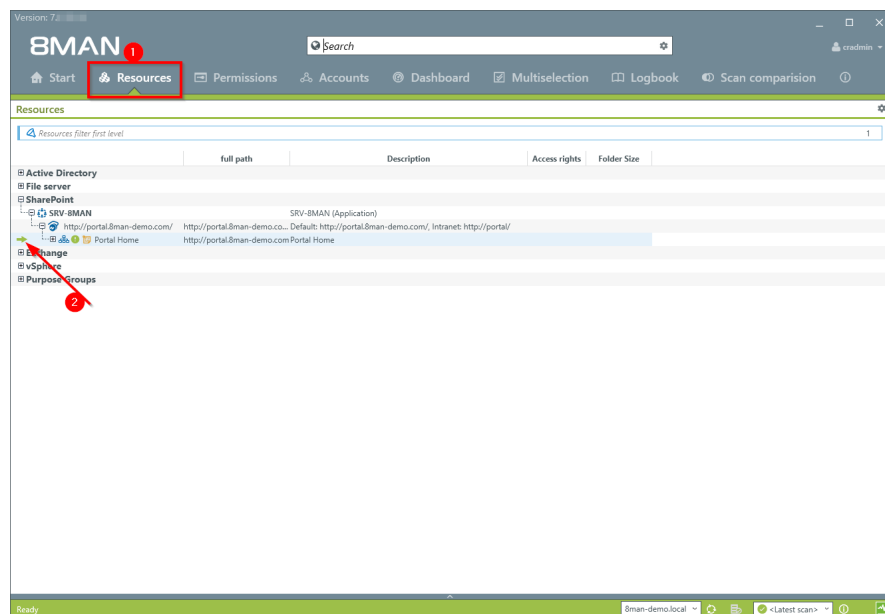 Version: 7.
8MAN
1
Search
cradmin
Start Resources Permissions Accounts Dashboard Multiselection Logbook Scan comparision
Resources
Resources filter first level 1
full path Description Access rights Folder Size
Active Directory
File server
SharePoint
SRV-8MAN SRV-8MAN (Application)
http://portal.8man-demo.com/ http://portal.8man-demo.co... Default: http://portal.8man-demo.com/, Intranet: http://portal/
Portal Home http://portal.8man-demo.com Portal Home
Exchange
vSphere
Purpose Groups
2
Ready 8man-demo.local <Latest scan>